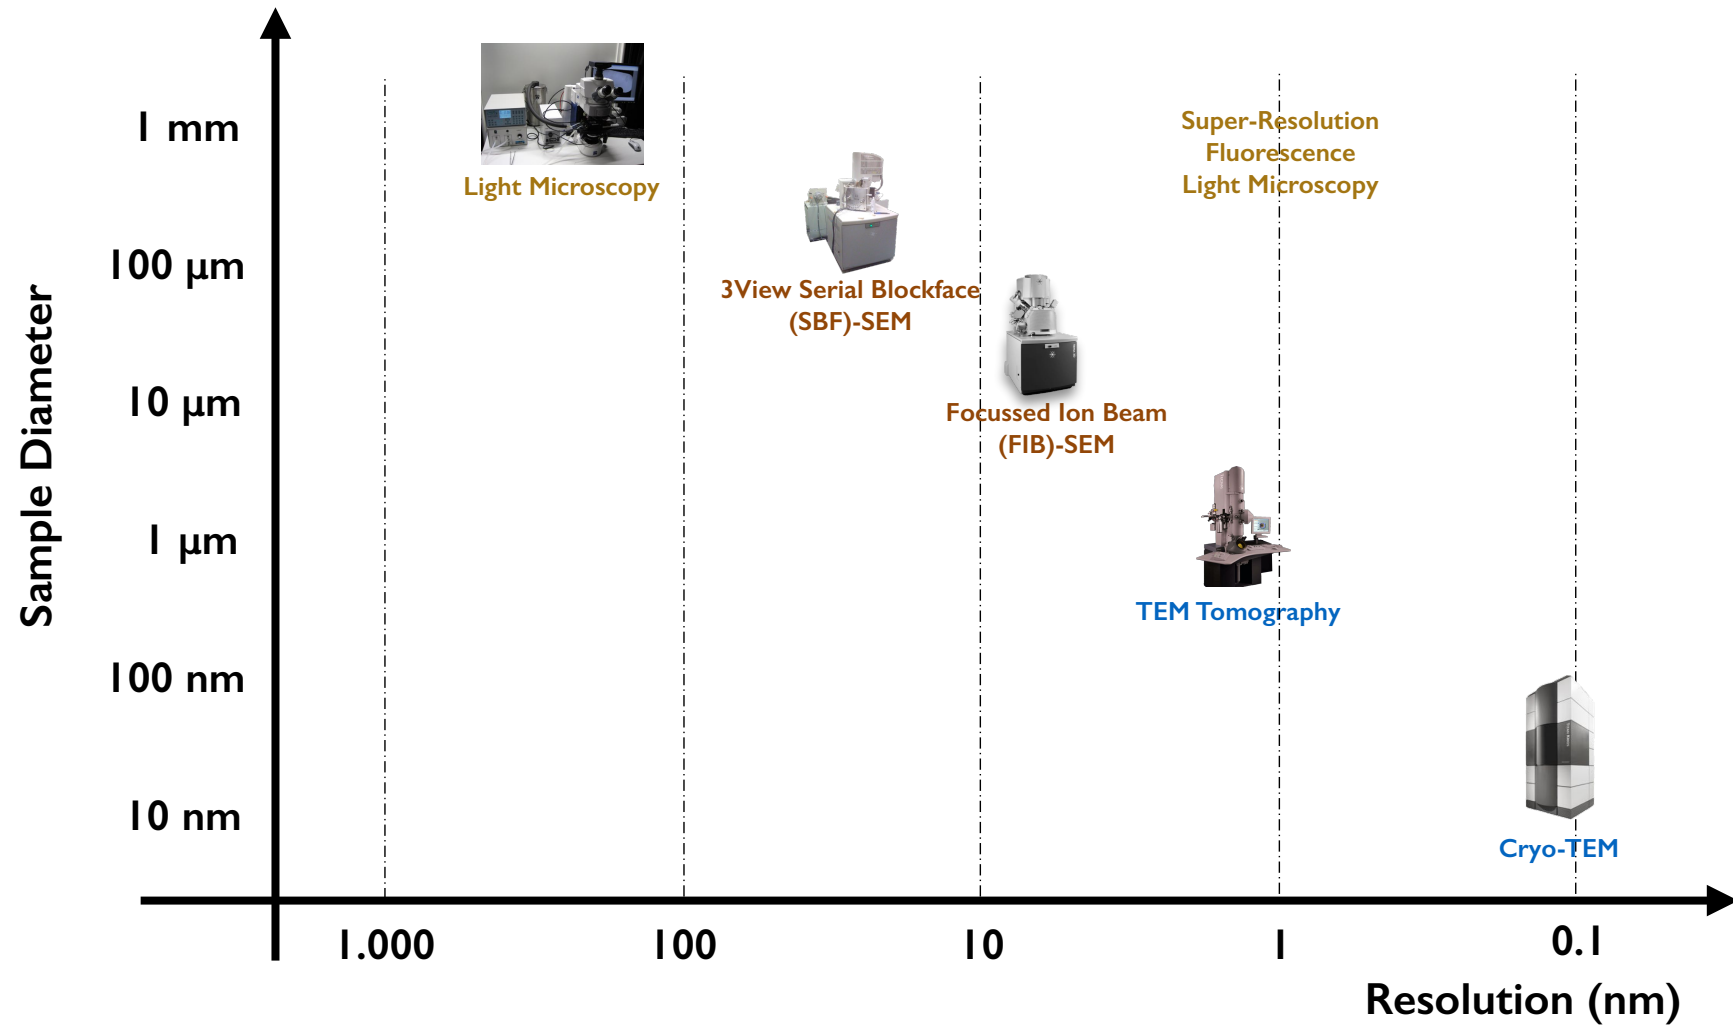 1 mm
Super-Resolution
Fluorescence
Light Microscopy
Light Microscopy
100 µm
3View Serial Blockface
(SBF)-SEM
10 µm
Focussed Ion Beam
(FIB)-SEM
Sample Diameter
1 µm
TEM Tomography
100 nm
10 nm
Cryo-TEM
1.000
100
10
1
0.1
Resolution (nm)